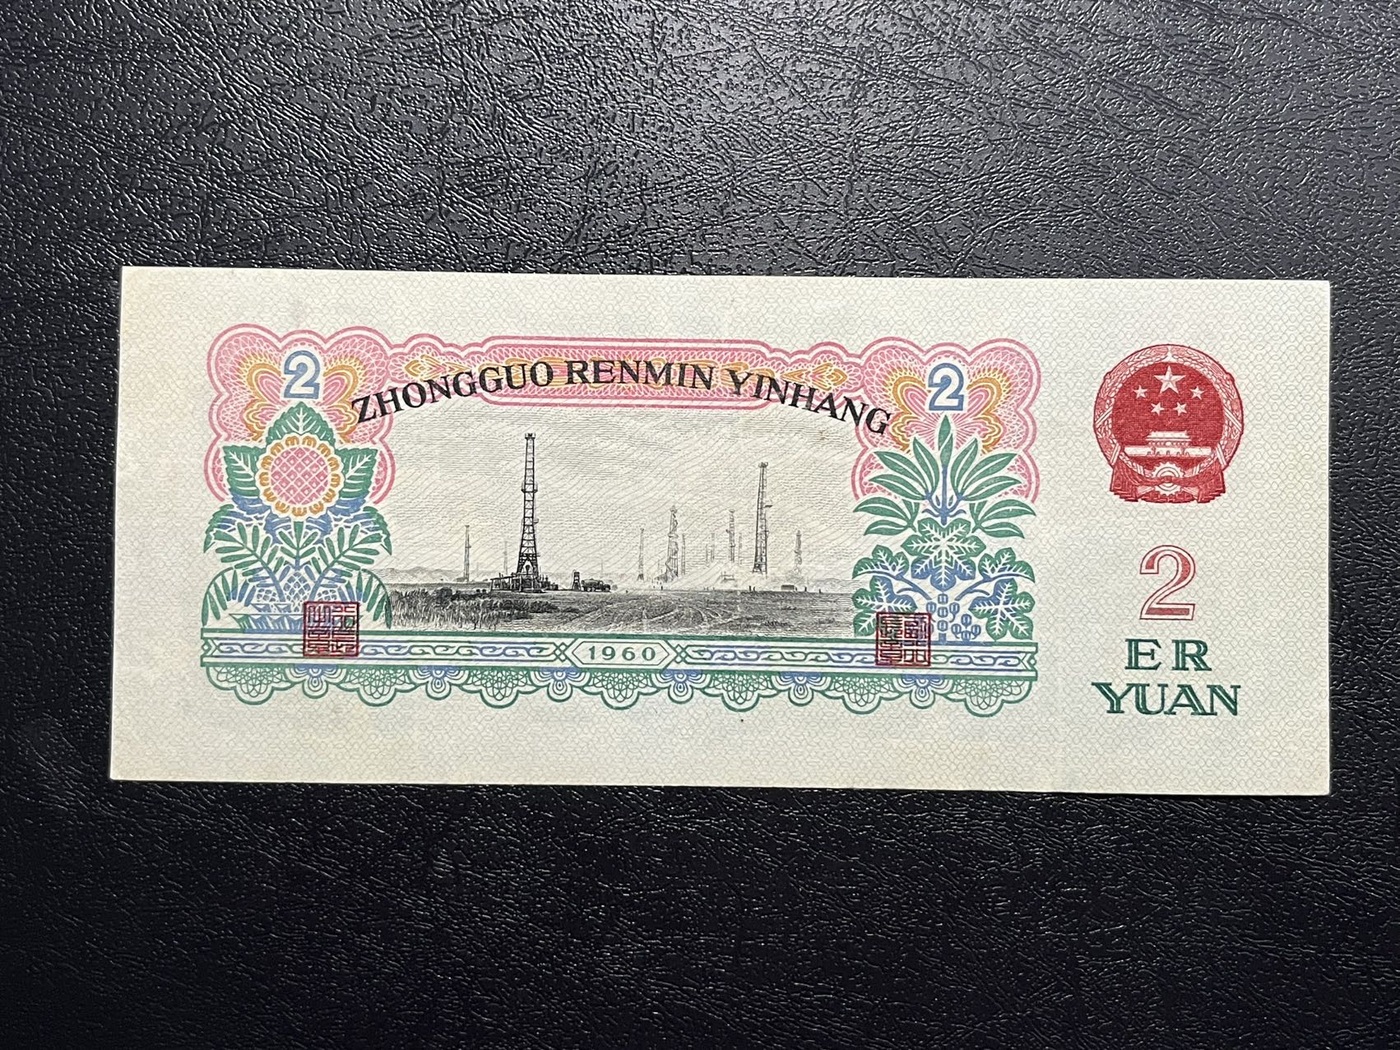 2
ZHONGGUO RENMIN YINHANG
2
1960
2
ER
YUAN